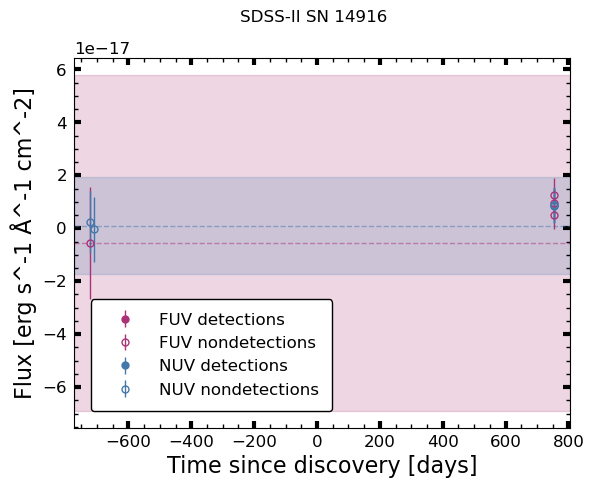 SDSS-II SN 14916
1e−17
6
4
2
0
−2
−4
−6
Flux [erg s^-1 Å^-1 cm^-2]
FUV detections
FUV nondetections
NUV detections
NUV nondetections
−600 −400 −200 0 200 400 600 800
Time since discovery [days]